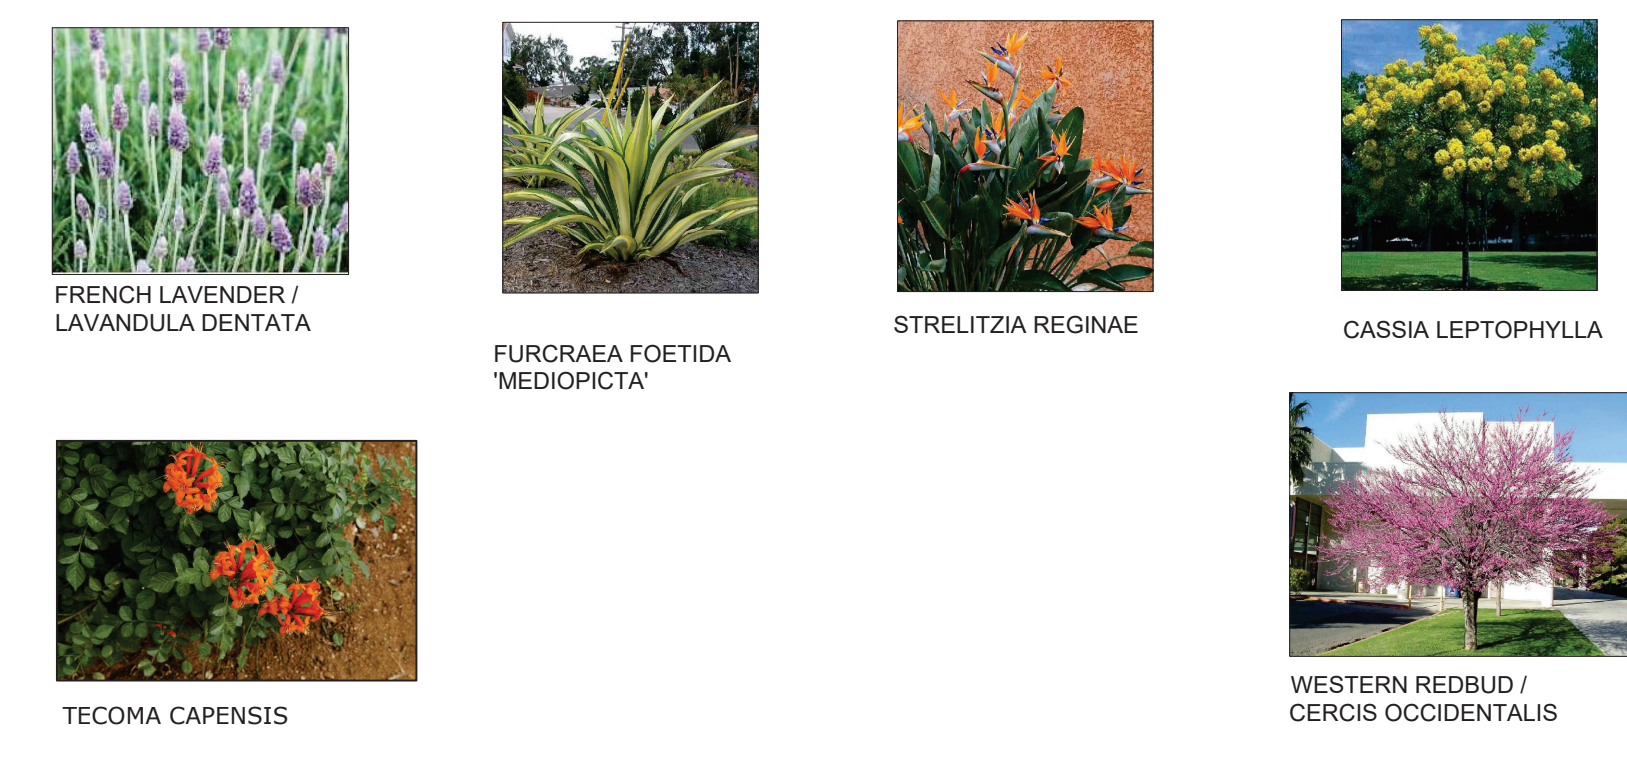 FRENCH LAVENDER /
LAVANDULA DENTATA
FURCRAEA FOETIDA
'MEDIOPICTA'
STRELITZIA REGINAE
CASSIA LEPTOPHYLLA
TECOMA CAPENSIS
WESTERN REDBUD /
CERCIS OCCIDENTALIS